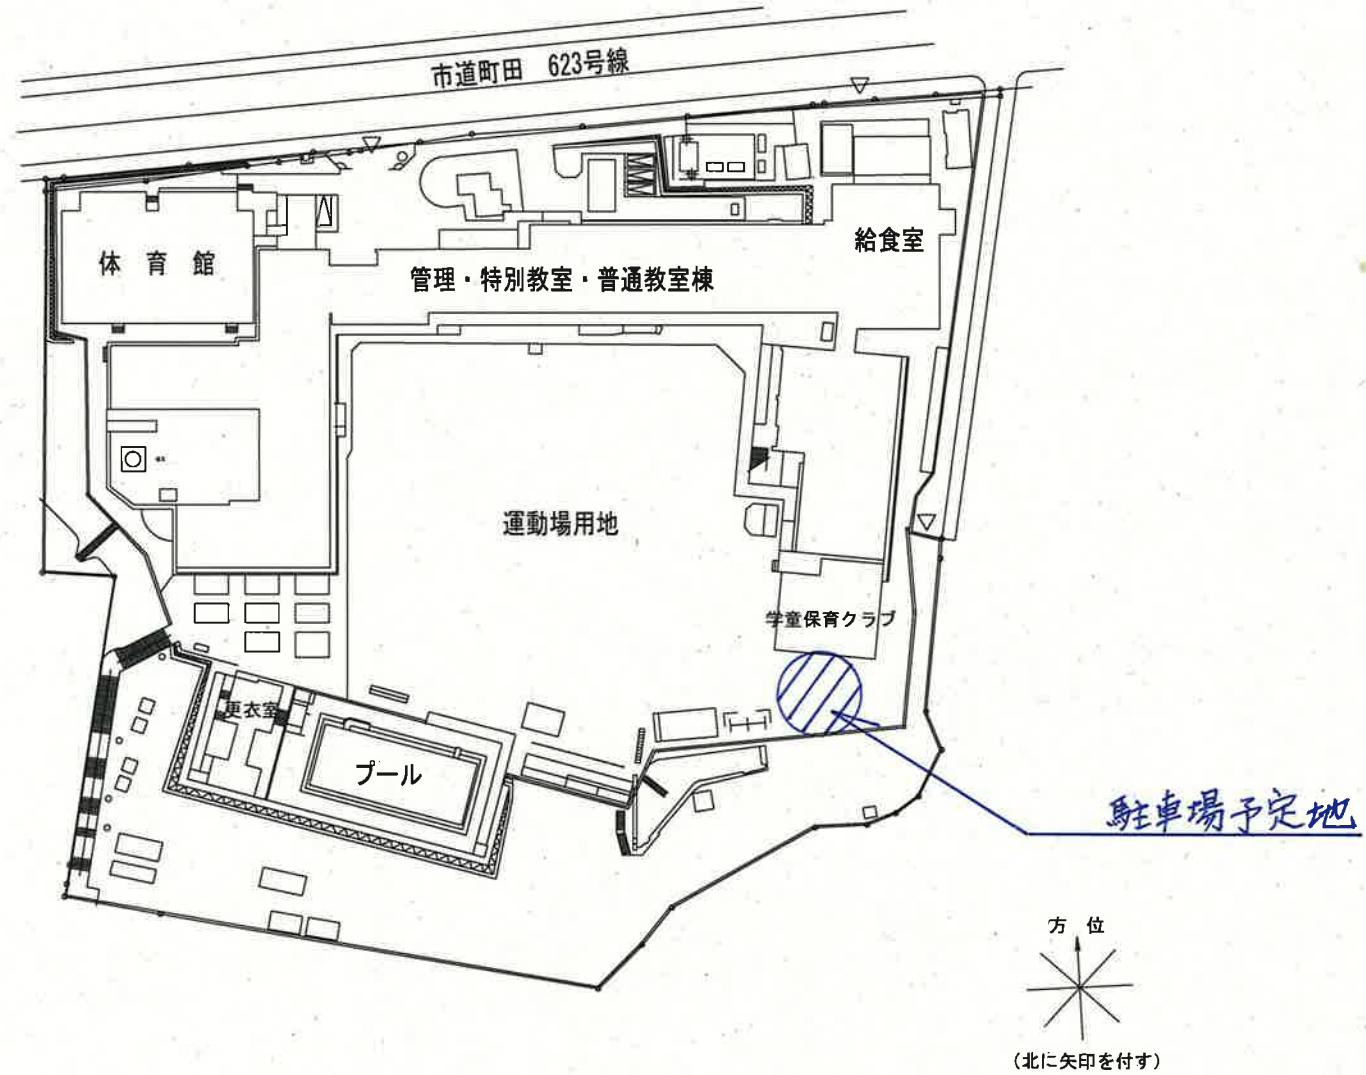 市道町田 623号線
体育館
管理・特別教室・普通教室棟
給食室
運動場用地
学童保育クラブ
更衣室
プール
駐車場予定地
方位
(北に矢印を付す)